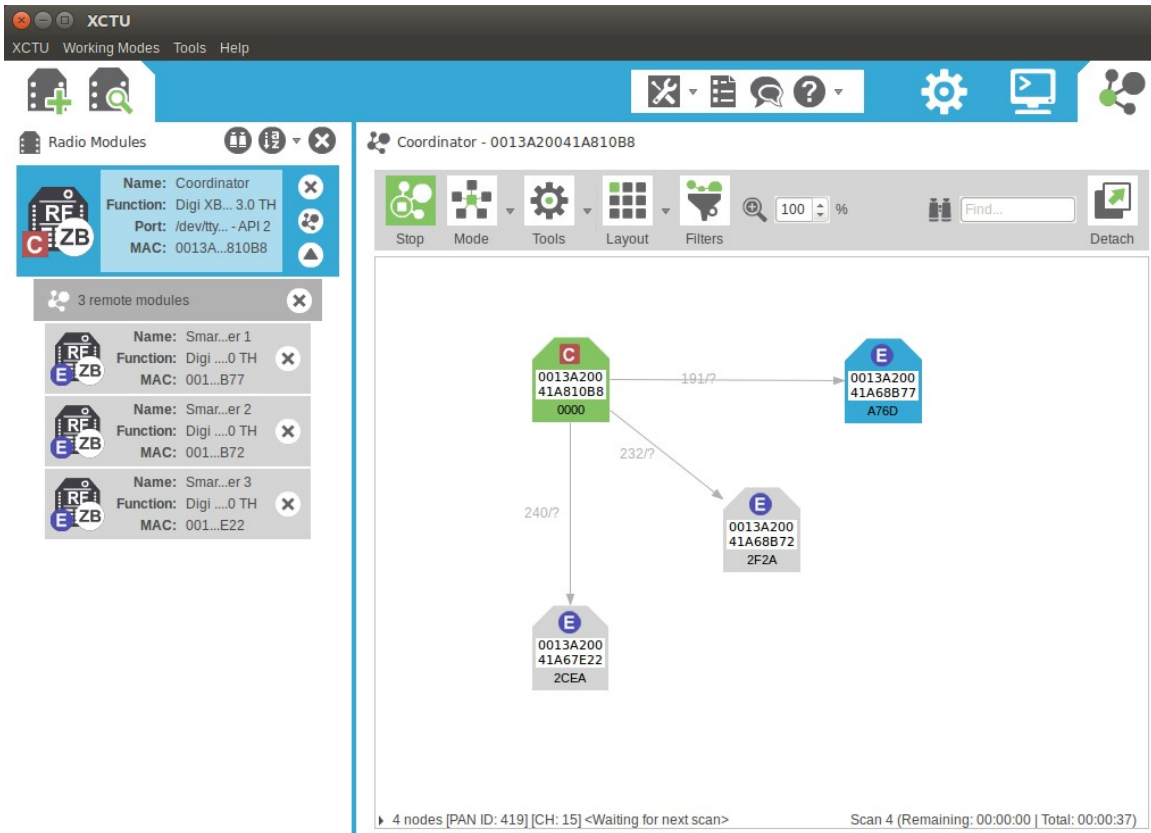 XCTU
XCTU Working Modes Tools Help
Radio Modules
Coordinator - 0013A20041A810B8
RF
C
ZB
Name: Coordinator
Function: Digi XB... 3.0 TH
Port: /dev/tty... - API 2
MAC: 0013A...810B8
3 remote modules
RF
E
ZB
Name: Smar...er 1
Function: Digi ....0 TH
MAC: 001...B77
RF
E
ZB
Name: Smar...er 2
Function: Digi ....0 TH
MAC: 001...B72
RF
E
ZB
Name: Smar...er 3
Function: Digi ....0 TH
MAC: 001...E22
100 %
Find...
Stop Mode Tools Layout Filters Detach
C
0013A200
41A810B8
0000
191/?
E
0013A200
41A68B77
A76D
232/?
E
0013A200
41A68B72
2F2A
240/?
E
0013A200
41A67E22
2CEA
4 nodes [PAN ID: 419] [CH: 15] <Waiting for next scan>
Scan 4 (Remaining: 00:00:00 | Total: 00:00:37)